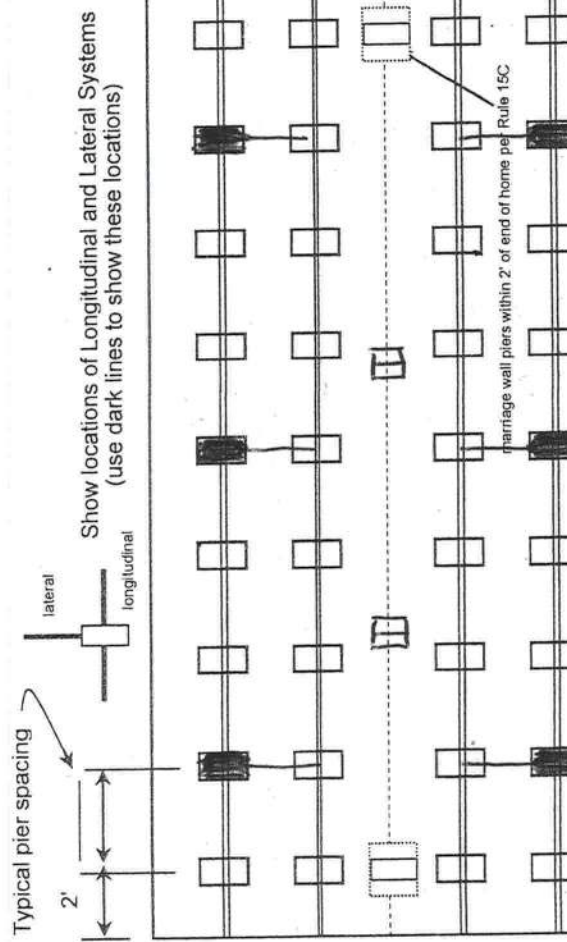 Typical pier spacing
2'
lateral
longitudinal
Show locations of Longitudinal and Lateral Systems
(use dark lines to show these locations)
marriage wall piers within 2' of end of home per Rule 15C